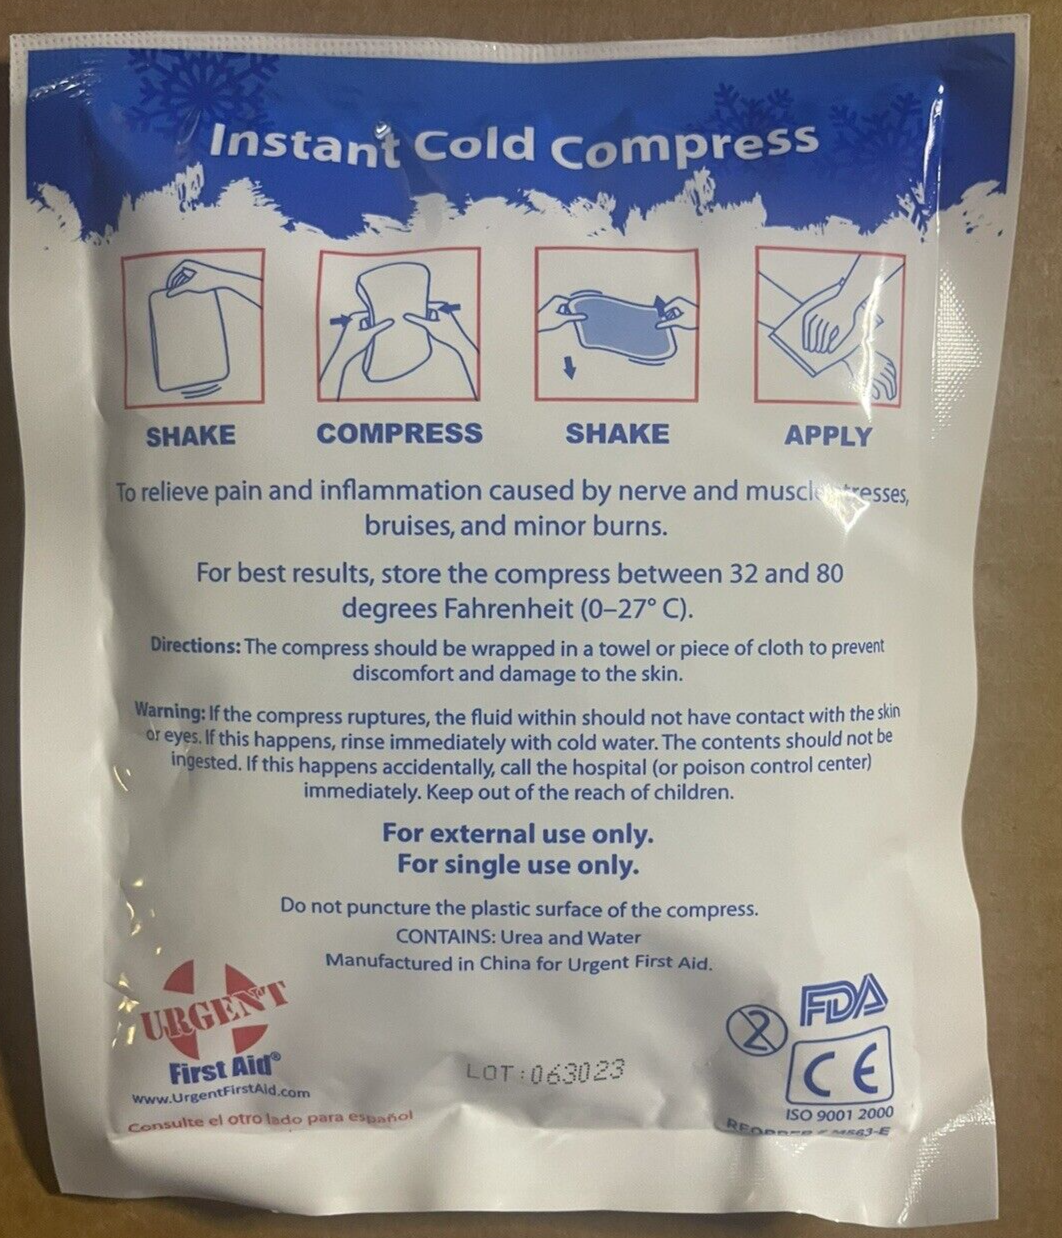 Instant Cold Compress
SHAKE COMPRESS SHAKE APPLY
To relieve pain and inflammation caused by nerve and
bruises, and minor burns.
For best results, store the compress between 32 and 80
degrees Fahrenheit (0–27° C).
Directions: The compress should be wrapped in a towel or piece of cloth to prevent
discomfort and damage to the skin.
Warning: If the compress ruptures, the fluid within should not have contact with the skin
or eyes. If this happens, rinse immediately with cold water. The contents should not be
ingested. If this happens accidentally, call the hospital (or poison control center)
immediately. Keep out of the reach of children.
For external use only.
For single use only.
Do not puncture the plastic surface of the compress.
CONTAINS: Urea and Water
Manufactured in China for Urgent First Aid.
URGENT
First Aid®
www.UrgentFirstAid.com
Consulte el otro lado para español
LOT:063023
2
FDA
CE
ISO 9001 2000